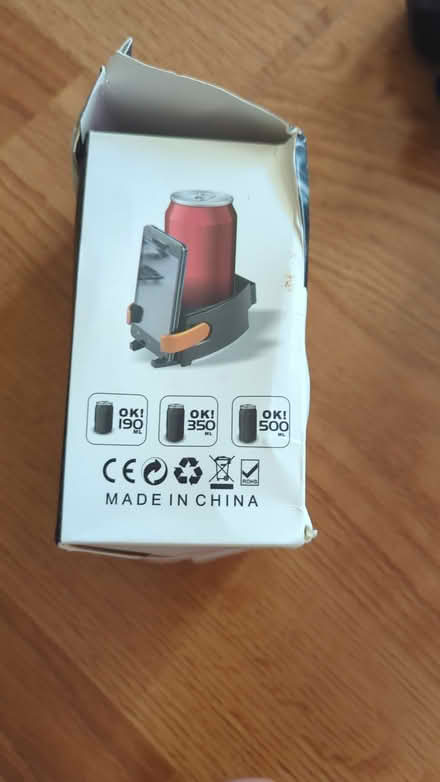 OK! 190 ML
OK! 350 ML
OK! 500 ML
CE
ROHS
MADE IN CHINA